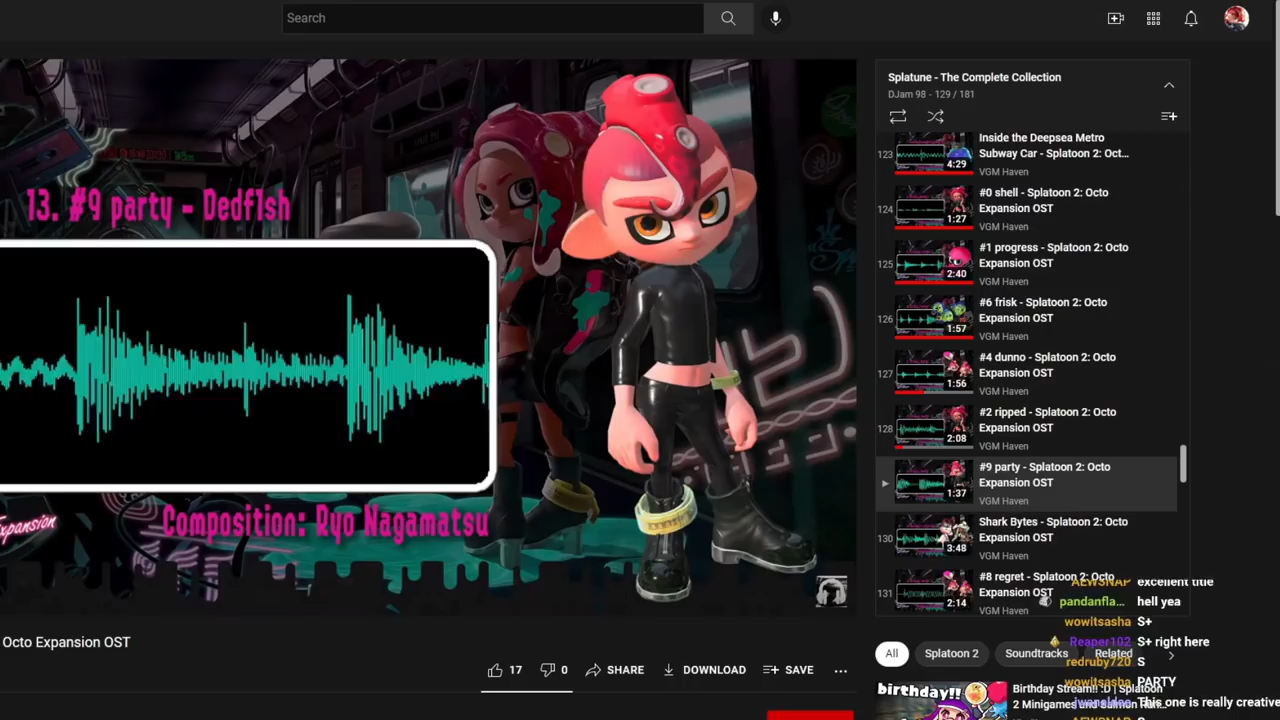 Search
13. #9 party - df1sh
Composition: Ryo Nagamatsu
Expansion
Octo Expansion OST
17
0
SHARE
DOWNLOAD
SAVE
Splatune - The Complete Collection
DJam 98 - 129 / 181
123
4:29
Inside the Deepsea Metro
Subway Car - Splatoon 2: Oct...
VGM Haven
124
1:27
#0 shell - Splatoon 2: Octo
Expansion OST
VGM Haven
125
2:40
#1 progress - Splatoon 2: Octo
Expansion OST
VGM Haven
126
1:57
#6 frisk - Splatoon 2: Octo
Expansion OST
VGM Haven
127
1:56
#4 dunno - Splatoon 2: Octo
Expansion OST
VGM Haven
128
2:08
#2 ripped - Splatoon 2: Octo
Expansion OST
VGM Haven
1:37
#9 party - Splatoon 2: Octo
Expansion OST
VGM Haven
130
3:48
Shark Bytes - Splatoon 2: Octo
Expansion OST
VGM Haven
131
2:14
#8 regret - Splatoon 2: Octo
Expansion OST
VGM Haven
All
Splatoon 2
Soundtracks
Related
birthday!!
Birthday Stream!! :D | Splatoon
2 Minigames and Salmon Run
AEWSNAP excellent title
pandanfla... hell yea
wowitsasha S+
Reaper102 S+ right here
redruby720 S
wowitsasha PARTY
This one is really creative
AEWSNAP S